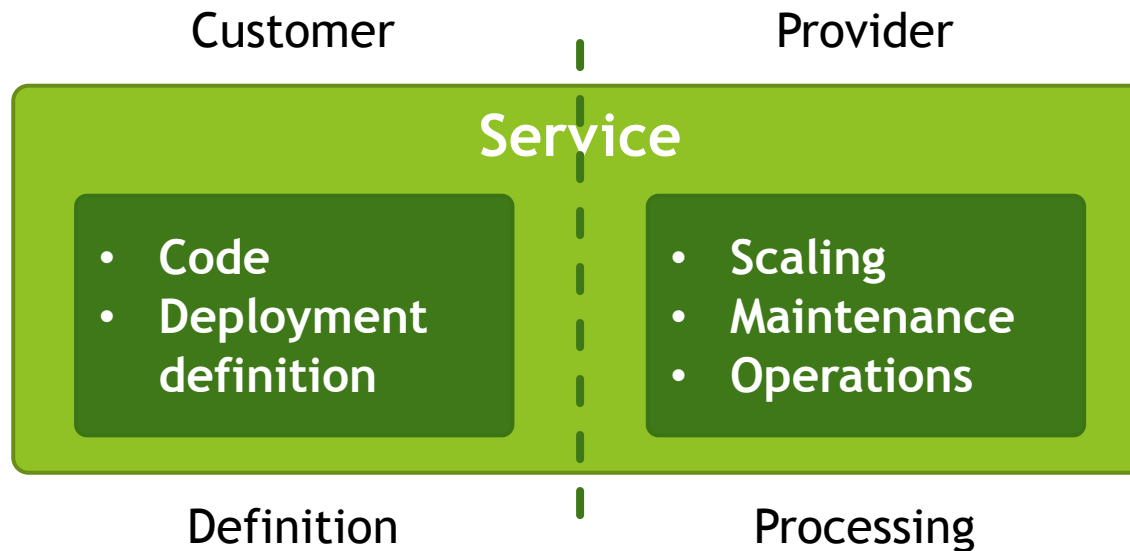 Customer
Provider
Service
• Code
• Deployment
definition
• Scaling
• Maintenance
• Operations
Definition
Processing